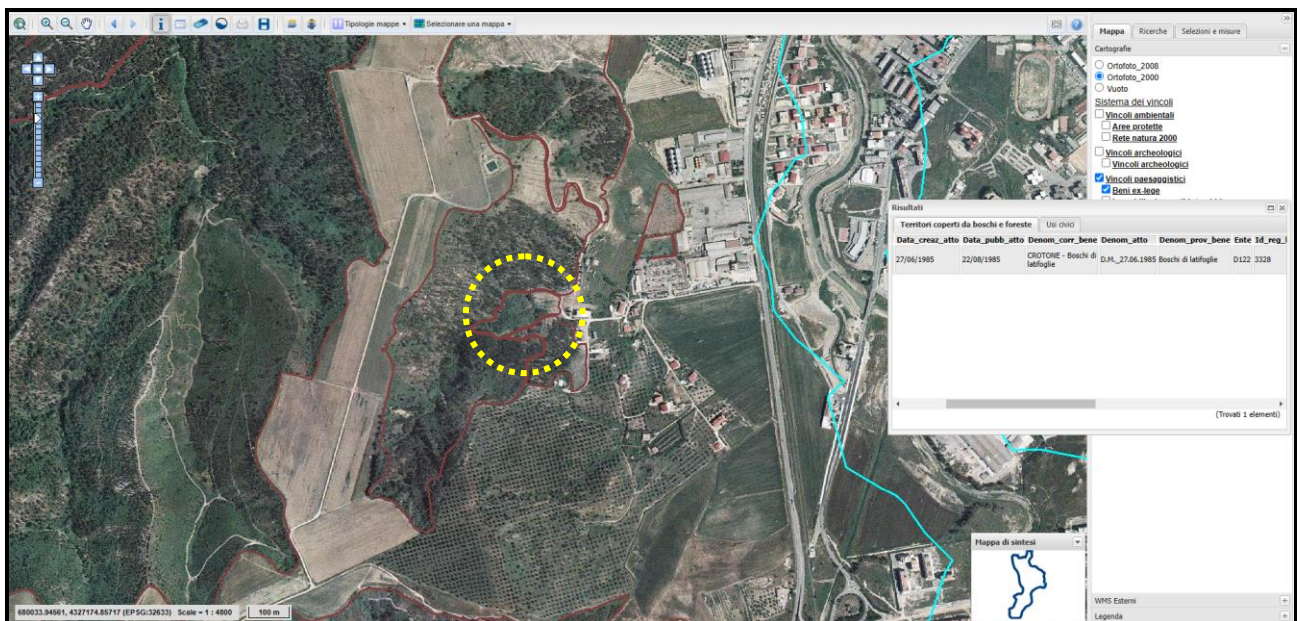 Tipologie mappe
Selezionare una mappa
Mappa
Ricerche
Selezioni e misure
Cartografie
Ortofoto_2008
Ortofoto_2000
Vuoto
Sistema dei vincoli
Vincoli ambientali
Aree protette
Rete natura 2000
Vincoli archeologici
Vincoli archeologici
Vincoli paesaggistici
Beni ex-lege
Risultati
Territori coperti da boschi e foreste
Usi civici
Data_creaz_atto Data_pubb_atto Denom_corr_bene Denom_atto Denom_prov_bene Ente Id_reg_
27/06/1985 22/08/1985 CROTONE - Boschi di latifoglie D.M._27.06.1985 Boschi di latifoglie D122 3328
(Trovati 1 elementi)
Mappa di sintesi
680033.94561, 4327174.85717 (EPSG:32633) Scale = 1 : 4800
100 m
WMS Esterni
Legenda